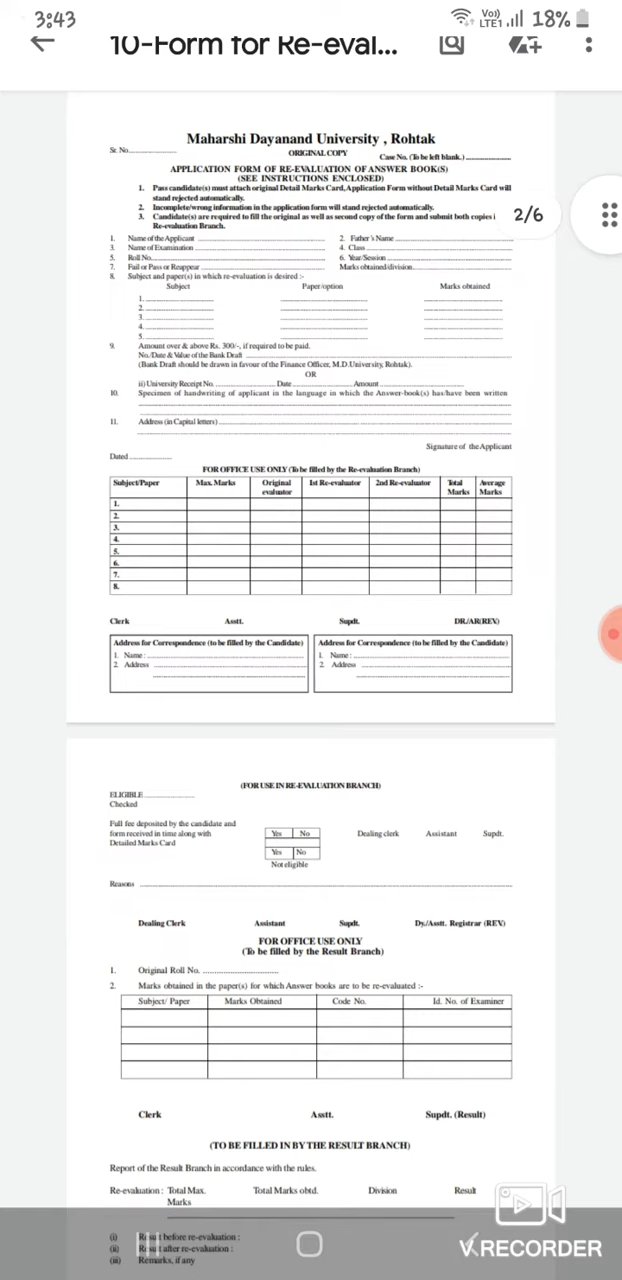 3:43 Vo)) LTE1 18%
10-Form for Re-eval...
Maharshi Dayanand University , Rohtak
Sr. No.
ORIGINAL COPY
Case No. (To be left blank.)
APPLICATION FORM OF RE-EVALUATION OF ANSWER BOOK(S)
(SEE INSTRUCTIONS ENCLOSED)
1. Pass candidate(s) must attach original Detail Marks Card, Application Form without Detail Marks Card will
stand rejected automatically.
2. Incomplete/wrong information in the application form will stand rejected automatically.
3. Candidate(s) are required to fill the original as well as second copy of the form and submit both copies i
Re-evaluation Branch.
2/6
1. Name of the Applicant 2. Father's Name
3. Name of Examination 4. Class
5. Roll No. 6. Year/Session
7. Fail or Pass or Reappear Marks obtained/division
8. Subject and paper(s) in which re-evaluation is desired :-
Subject Paper/option Marks obtained
1.
2.
3.
4.
5.
9. Amount over & above Rs. 300/-, if required to be paid.
No./Date & Value of the Bank Draft
(Bank Draft should be drawn in favour of the Finance Officer, M.D.University, Rohtak).
OR
ii) University Receipt No. Date Amount
10. Specimen of handwriting of applicant in the language in which the Answer-book(s) has/have been written
11. Address (in Capital letters)
Signature of the Applicant
Dated
FOR OFFICE USE ONLY (To be filled by the Re-evaluation Branch)
Subject/Paper Max. Marks Original evaluator 1st Re-evaluator 2nd Re-evaluator Total Marks Average Marks
1.
2.
3.
4.
5.
6.
7.
8.
Clerk Asstt. Supdt. DR/AR(REV)
Address for Correspondence (to be filled by the Candidate) Address for Correspondence (to be filled by the Candidate)
1. Name : 1. Name :
2. Address 2. Address
(FOR USE IN RE-EVALUATION BRANCH)
ELIGIBLE
Checked
Full fee deposited by the candidate and
form received in time along with
Detailed Marks Card
Yes No Dealing clerk Assistant Supdt.
Yes No
Not eligible
Reasons
Dealing Clerk Assistant Supdt. Dy./Asstt. Registrar (REV)
FOR OFFICE USE ONLY
(To be filled by the Result Branch)
1. Original Roll No.
2. Marks obtained in the paper(s) for which Answer books are to be re-evaluated :-
Subject/ Paper Marks Obtained Code No. Id. No. of Examiner
Clerk Asstt. Supdt. (Result)
(TO BE FILLED IN BY THE RESULT BRANCH)
Report of the Result Branch in accordance with the rules.
Re-evaluation : Total Max. Marks Total Marks obtd. Division Result
(i) Result before re-evaluation :
(ii) Result after re-evaluation :
(iii) Remarks, if any
XRECORDER